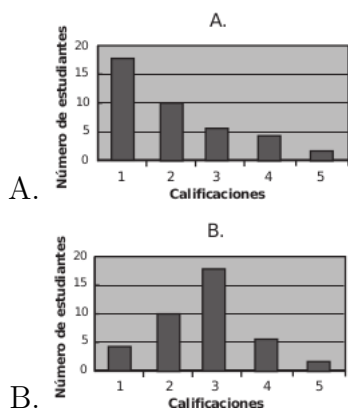 A.
Número de estudiantes
20
15
10
5
0
1 2 3 4 5
Calificaciones
A.
B.
Número de estudiantes
20
15
10
5
0
1 2 3 4 5
Calificaciones
B.